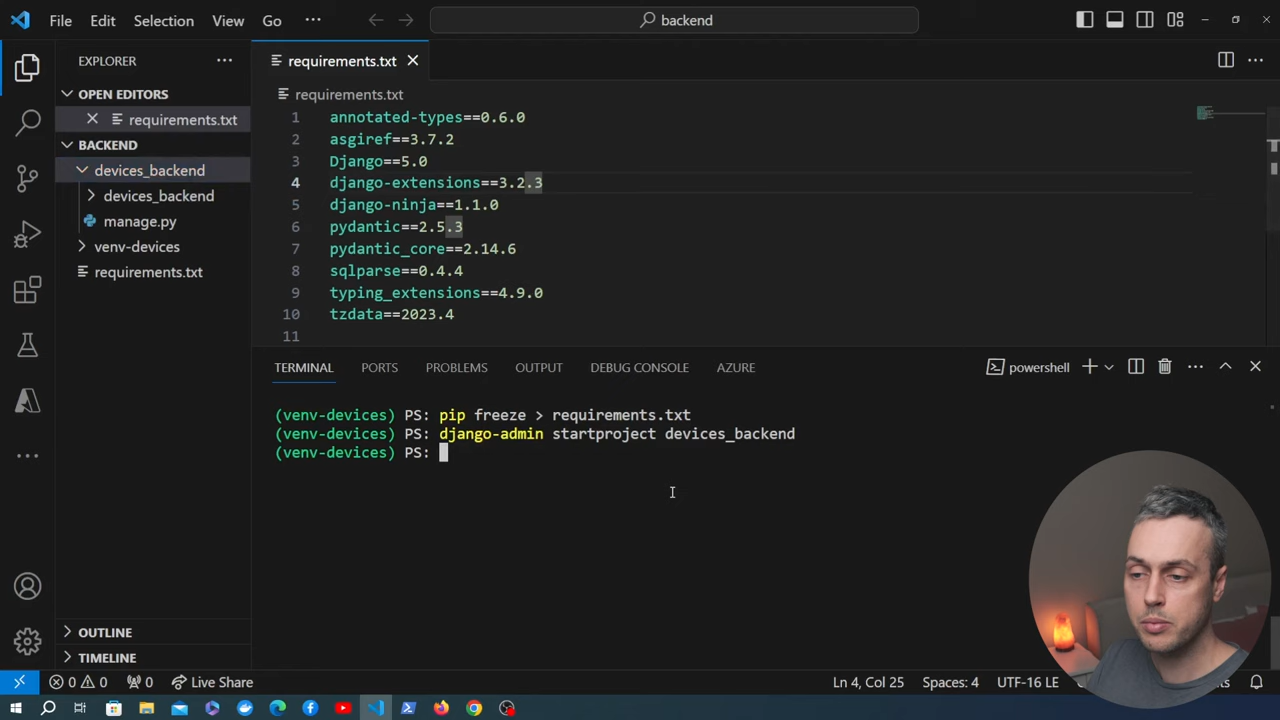 File Edit Selection View Go ··· backend
EXPLORER ···
OPEN EDITORS
requirements.txt
BACKEND
devices_backend
devices_backend
manage.py
venv-devices
requirements.txt
OUTLINE
TIMELINE
requirements.txt
requirements.txt
1 annotated-types==0.6.0
2 asgiref==3.7.2
3 Django==5.0
4 django-extensions==3.2.3
5 django-ninja==1.1.0
6 pydantic==2.5.3
7 pydantic_core==2.14.6
8 sqlparse==0.4.4
9 typing_extensions==4.9.0
10 tzdata==2023.4
11
TERMINAL PORTS PROBLEMS OUTPUT DEBUG CONSOLE AZURE powershell
(venv-devices) PS: pip freeze > requirements.txt
(venv-devices) PS: django-admin startproject devices_backend
(venv-devices) PS:
0 0 0 Live Share Ln 4, Col 25 Spaces: 4 UTF-16 LE